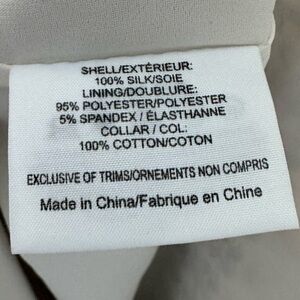 SHELL/EXTÉRIEUR:
100% SILK/SOIE
LINING/DOUBLURE:
95% POLYESTER/POLYESTER
5% SPANDEX / ÉLASTHANNE
COLLAR / COL:
100% COTTON/COTON
EXCLUSIVE OF TRIMS/ORNEMENTS NON COMPRIS
Made in China/Fabrique en Chine